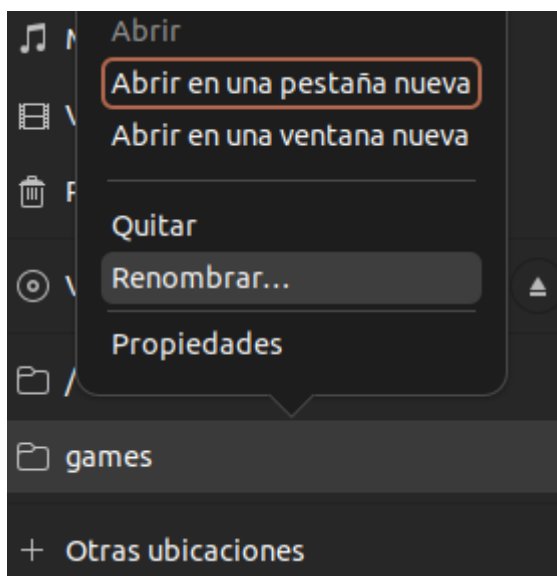 Abrir
Abrir en una pestaña nueva
Abrir en una ventana nueva
Quitar
Renombrar...
Propiedades
/
games
+ Otras ubicaciones